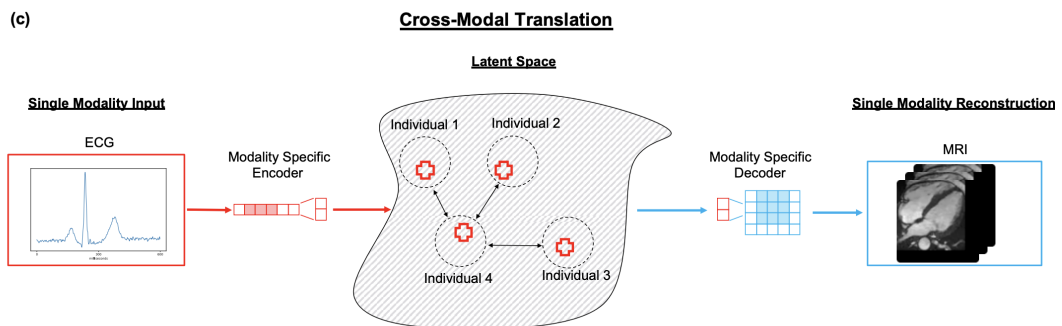 (c)
Cross-Modal Translation
Latent Space
Single Modality Input
Single Modality Reconstruction
ECG
Individual 1
Individual 2
MRI
Modality Specific
Encoder
Modality Specific
Decoder
Individual 4
Individual 3